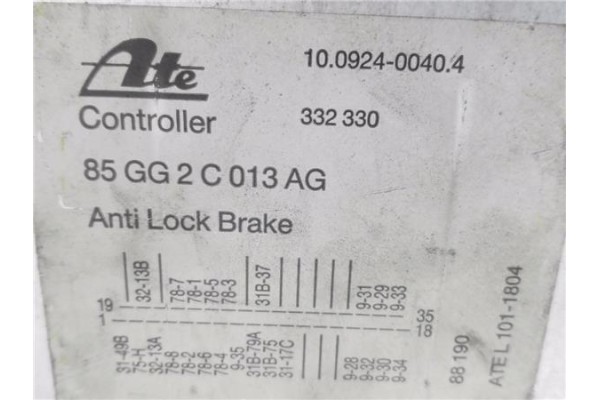 Ate
10.0924-0040.4
Controller
332 330
85 GG 2 C 013 AG
Anti Lock Brake
32-13B 78-7 78-1 78-5 78-3 31B-37 9-31 9-29 9-33
19 35
1 18
31-49B 75-H 32-13A 78-8 78-2 78-6 78-4 9-35 31B-79A 31B-75 31-17C 9-28 9-32 9-30 9-34
88 190
ATE L 101-1804